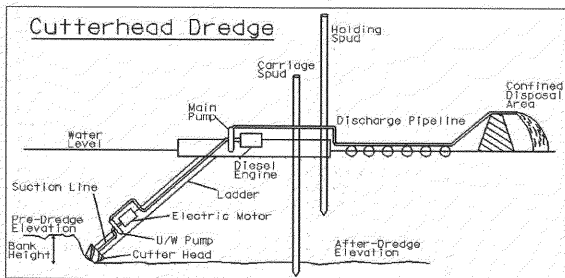 Cutterhead Dredge
Holding
Spud
Carriage
Spud
Confined
Disposal
Area
Main
Pump
Discharge Pipeline
Water
Level
Diesel
Engine
Suction Line
Ladder
Pre-Dredge
Elevation
Electric Motor
Bank
Height
U/W Pump
Cutter Head
After-Dredge
Elevation